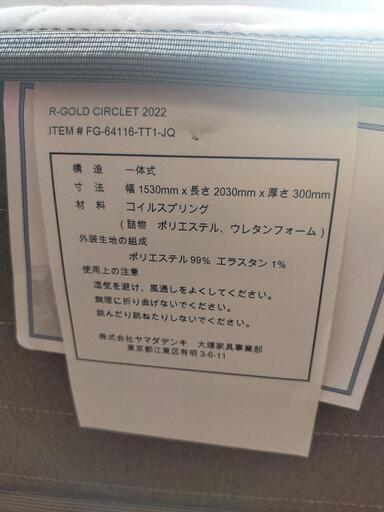 R-GOLD CIRCLET 2022
ITEM # FG-64116-TT1-JQ
構 造 一体式
寸 法 幅 1530mm x 長さ 2030mm x 厚さ 300mm
材 料 コイルスプリング
( 詰物 ポリエステル、ウレタンフォーム )
外装生地の組成
ポリエステル 99% エラスタン 1%
使用上の注意
湿気を避け、風通しをよくしてください。
無理に折り曲げないでください。
跳んだり跳ねたりしないでください。
株式会社ヤマダデンキ 大塚家具事業部
東京都江東区有明 3-6-11